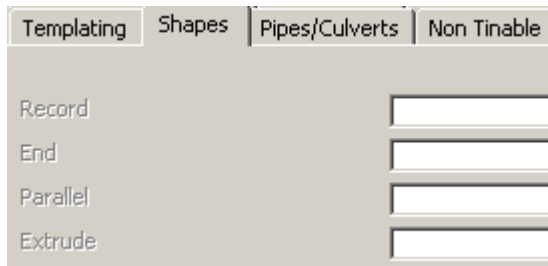 Templating Shapes Pipes/Culverts Non Tinable
Record
End
Parallel
Extrude